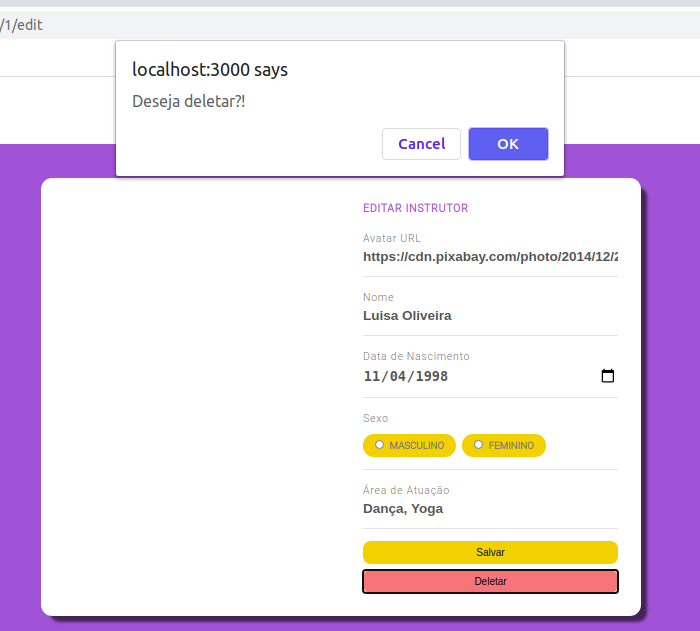 /1/edit
localhost:3000 says
Deseja deletar?!
Cancel
OK
EDITAR INSTRUTOR
Avatar URL
https://cdn.pixabay.com/photo/2014/12/2
Nome
Luisa Oliveira
Data de Nascimento
11/04/1998
Sexo
MASCULINO FEMININO
Área de Atuação
Dança, Yoga
Salvar
Deletar